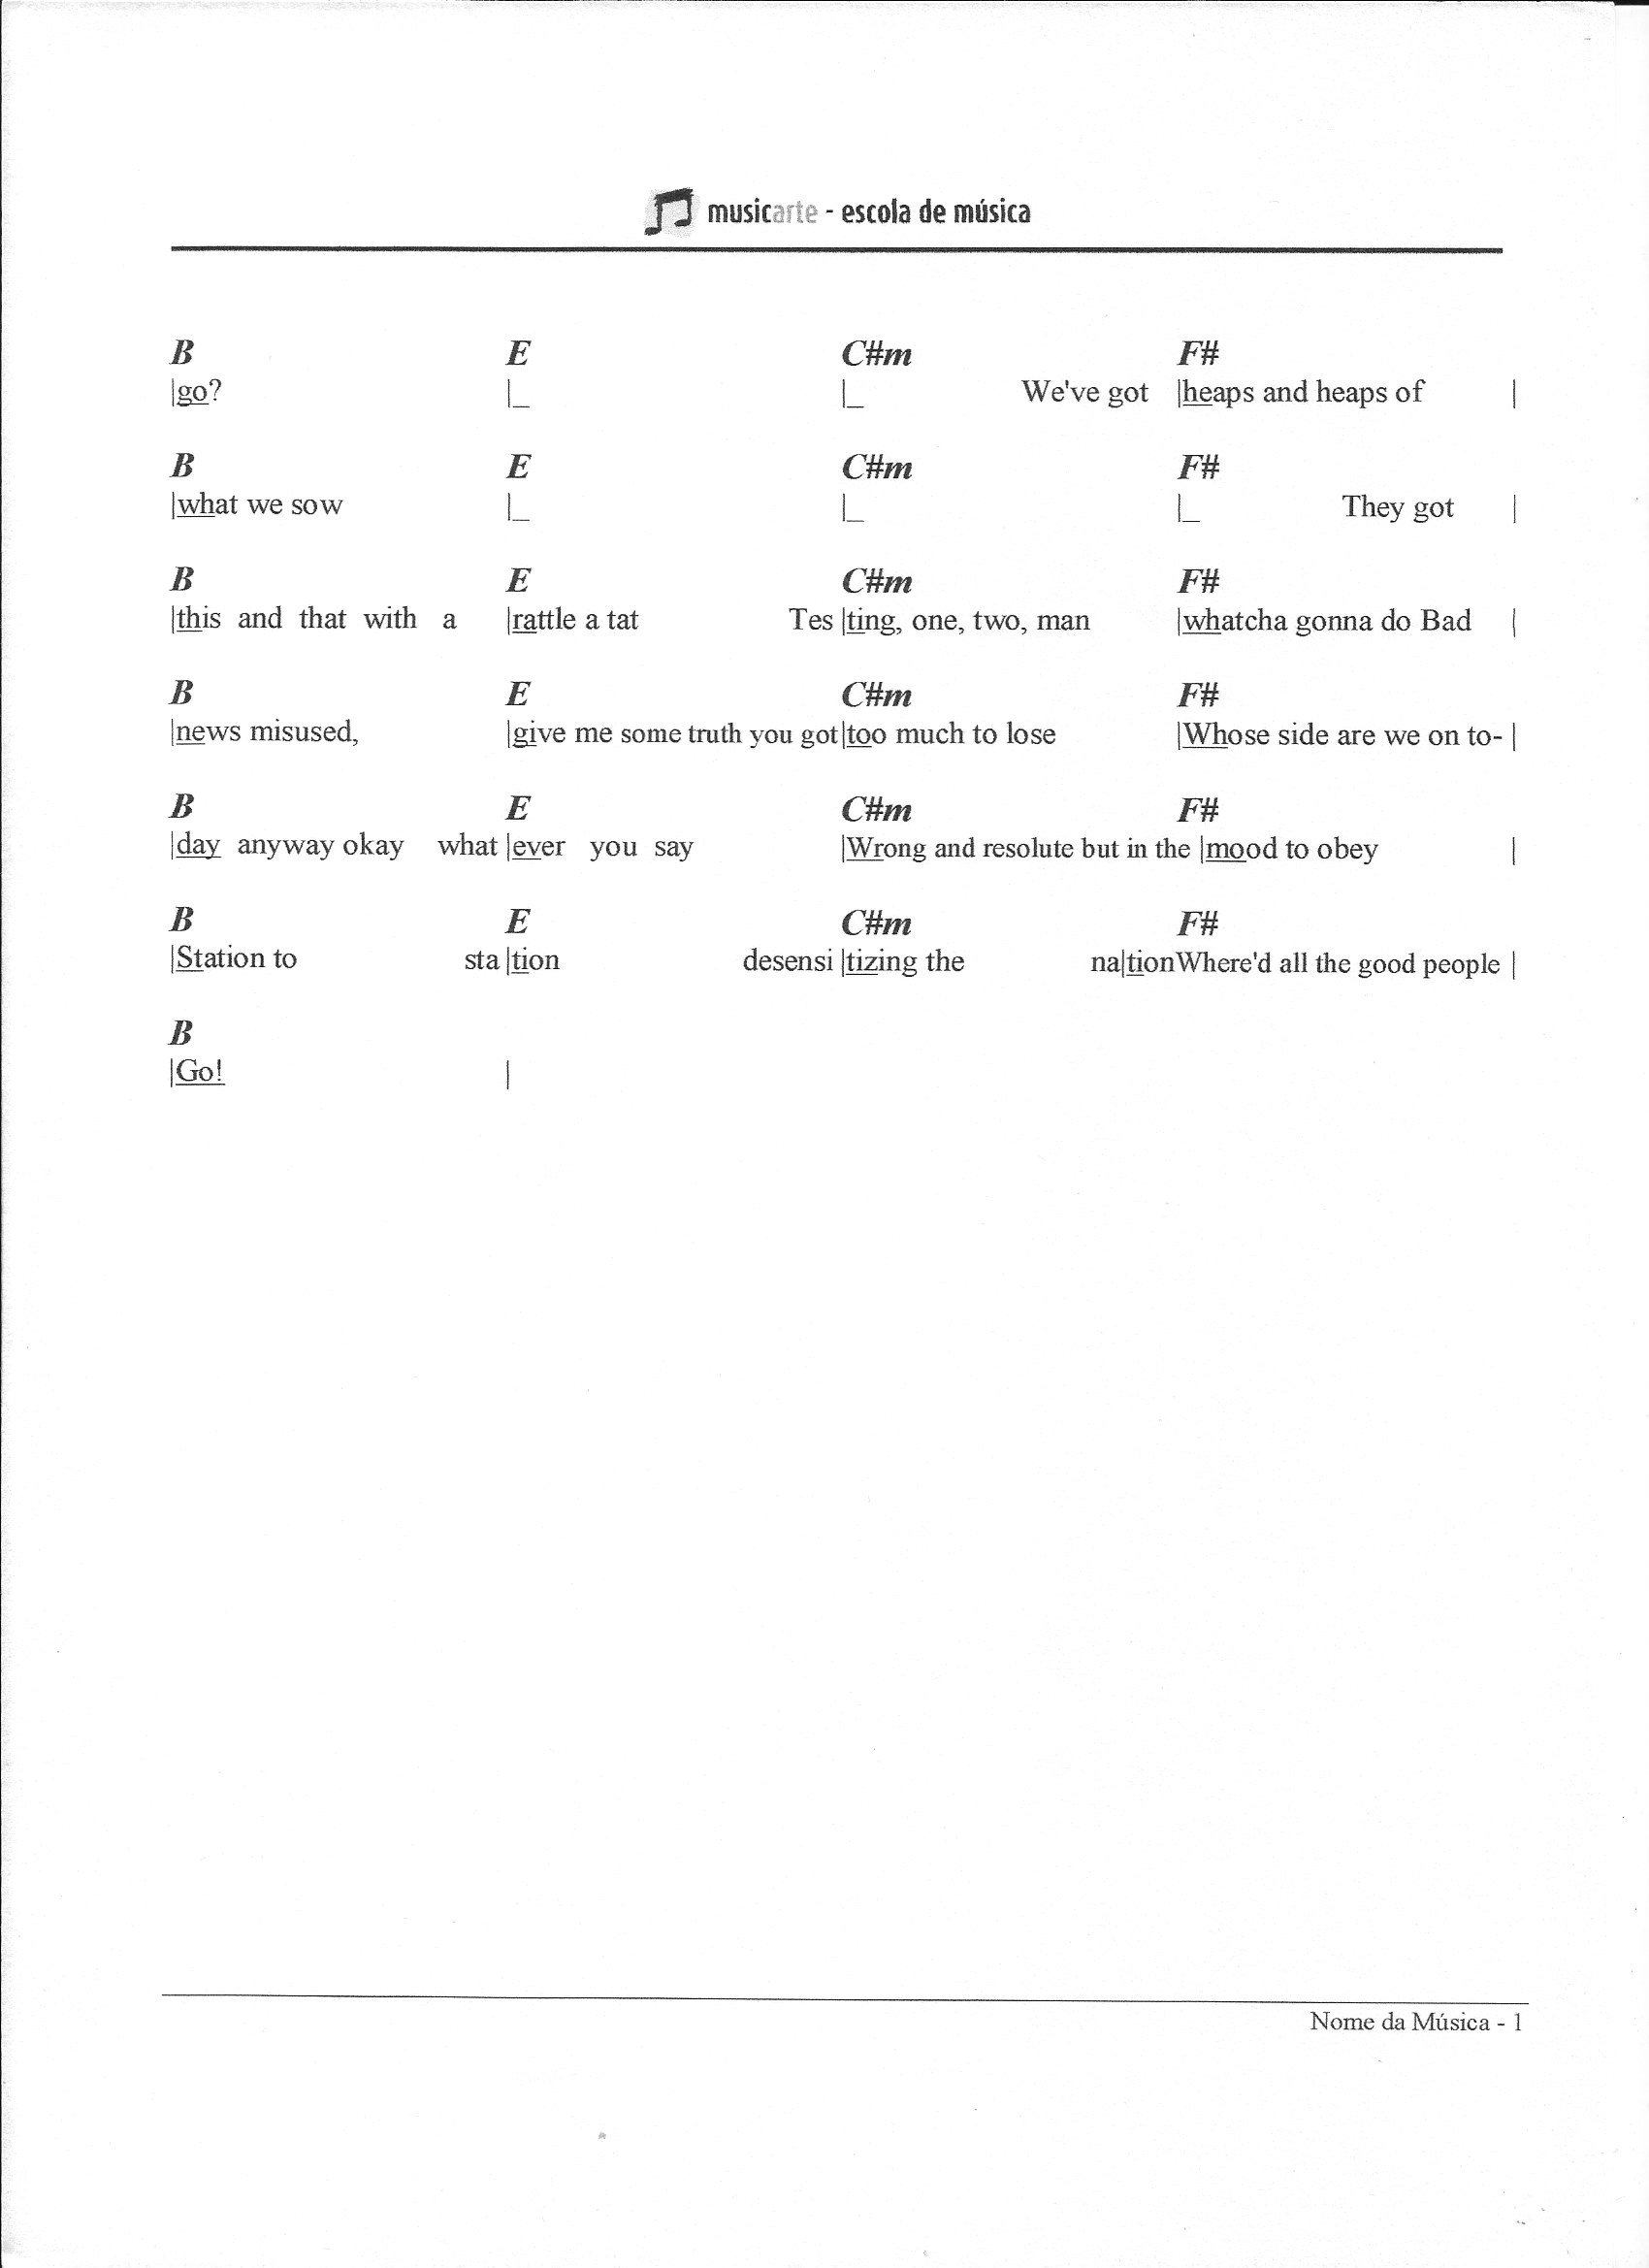 musicarte - escola de música
B E C#m F#
|go? |_ |_ We've got |heaps and heaps of |
B E C#m F#
|what we sow |_ |_ |_ They got |
B E C#m F#
|this and that with a |rattle a tat Tes |ting, one, two, man |whatcha gonna do Bad |
B E C#m F#
|news misused, |give me some truth you got|too much to lose |Whose side are we on to- |
B E C#m F#
|day anyway okay what |ever you say |Wrong and resolute but in the |mood to obey |
B E C#m F#
|Station to sta |tion desensi |tizing the na|tionWhere'd all the good people |
B
|Go! |
Nome da Música - 1